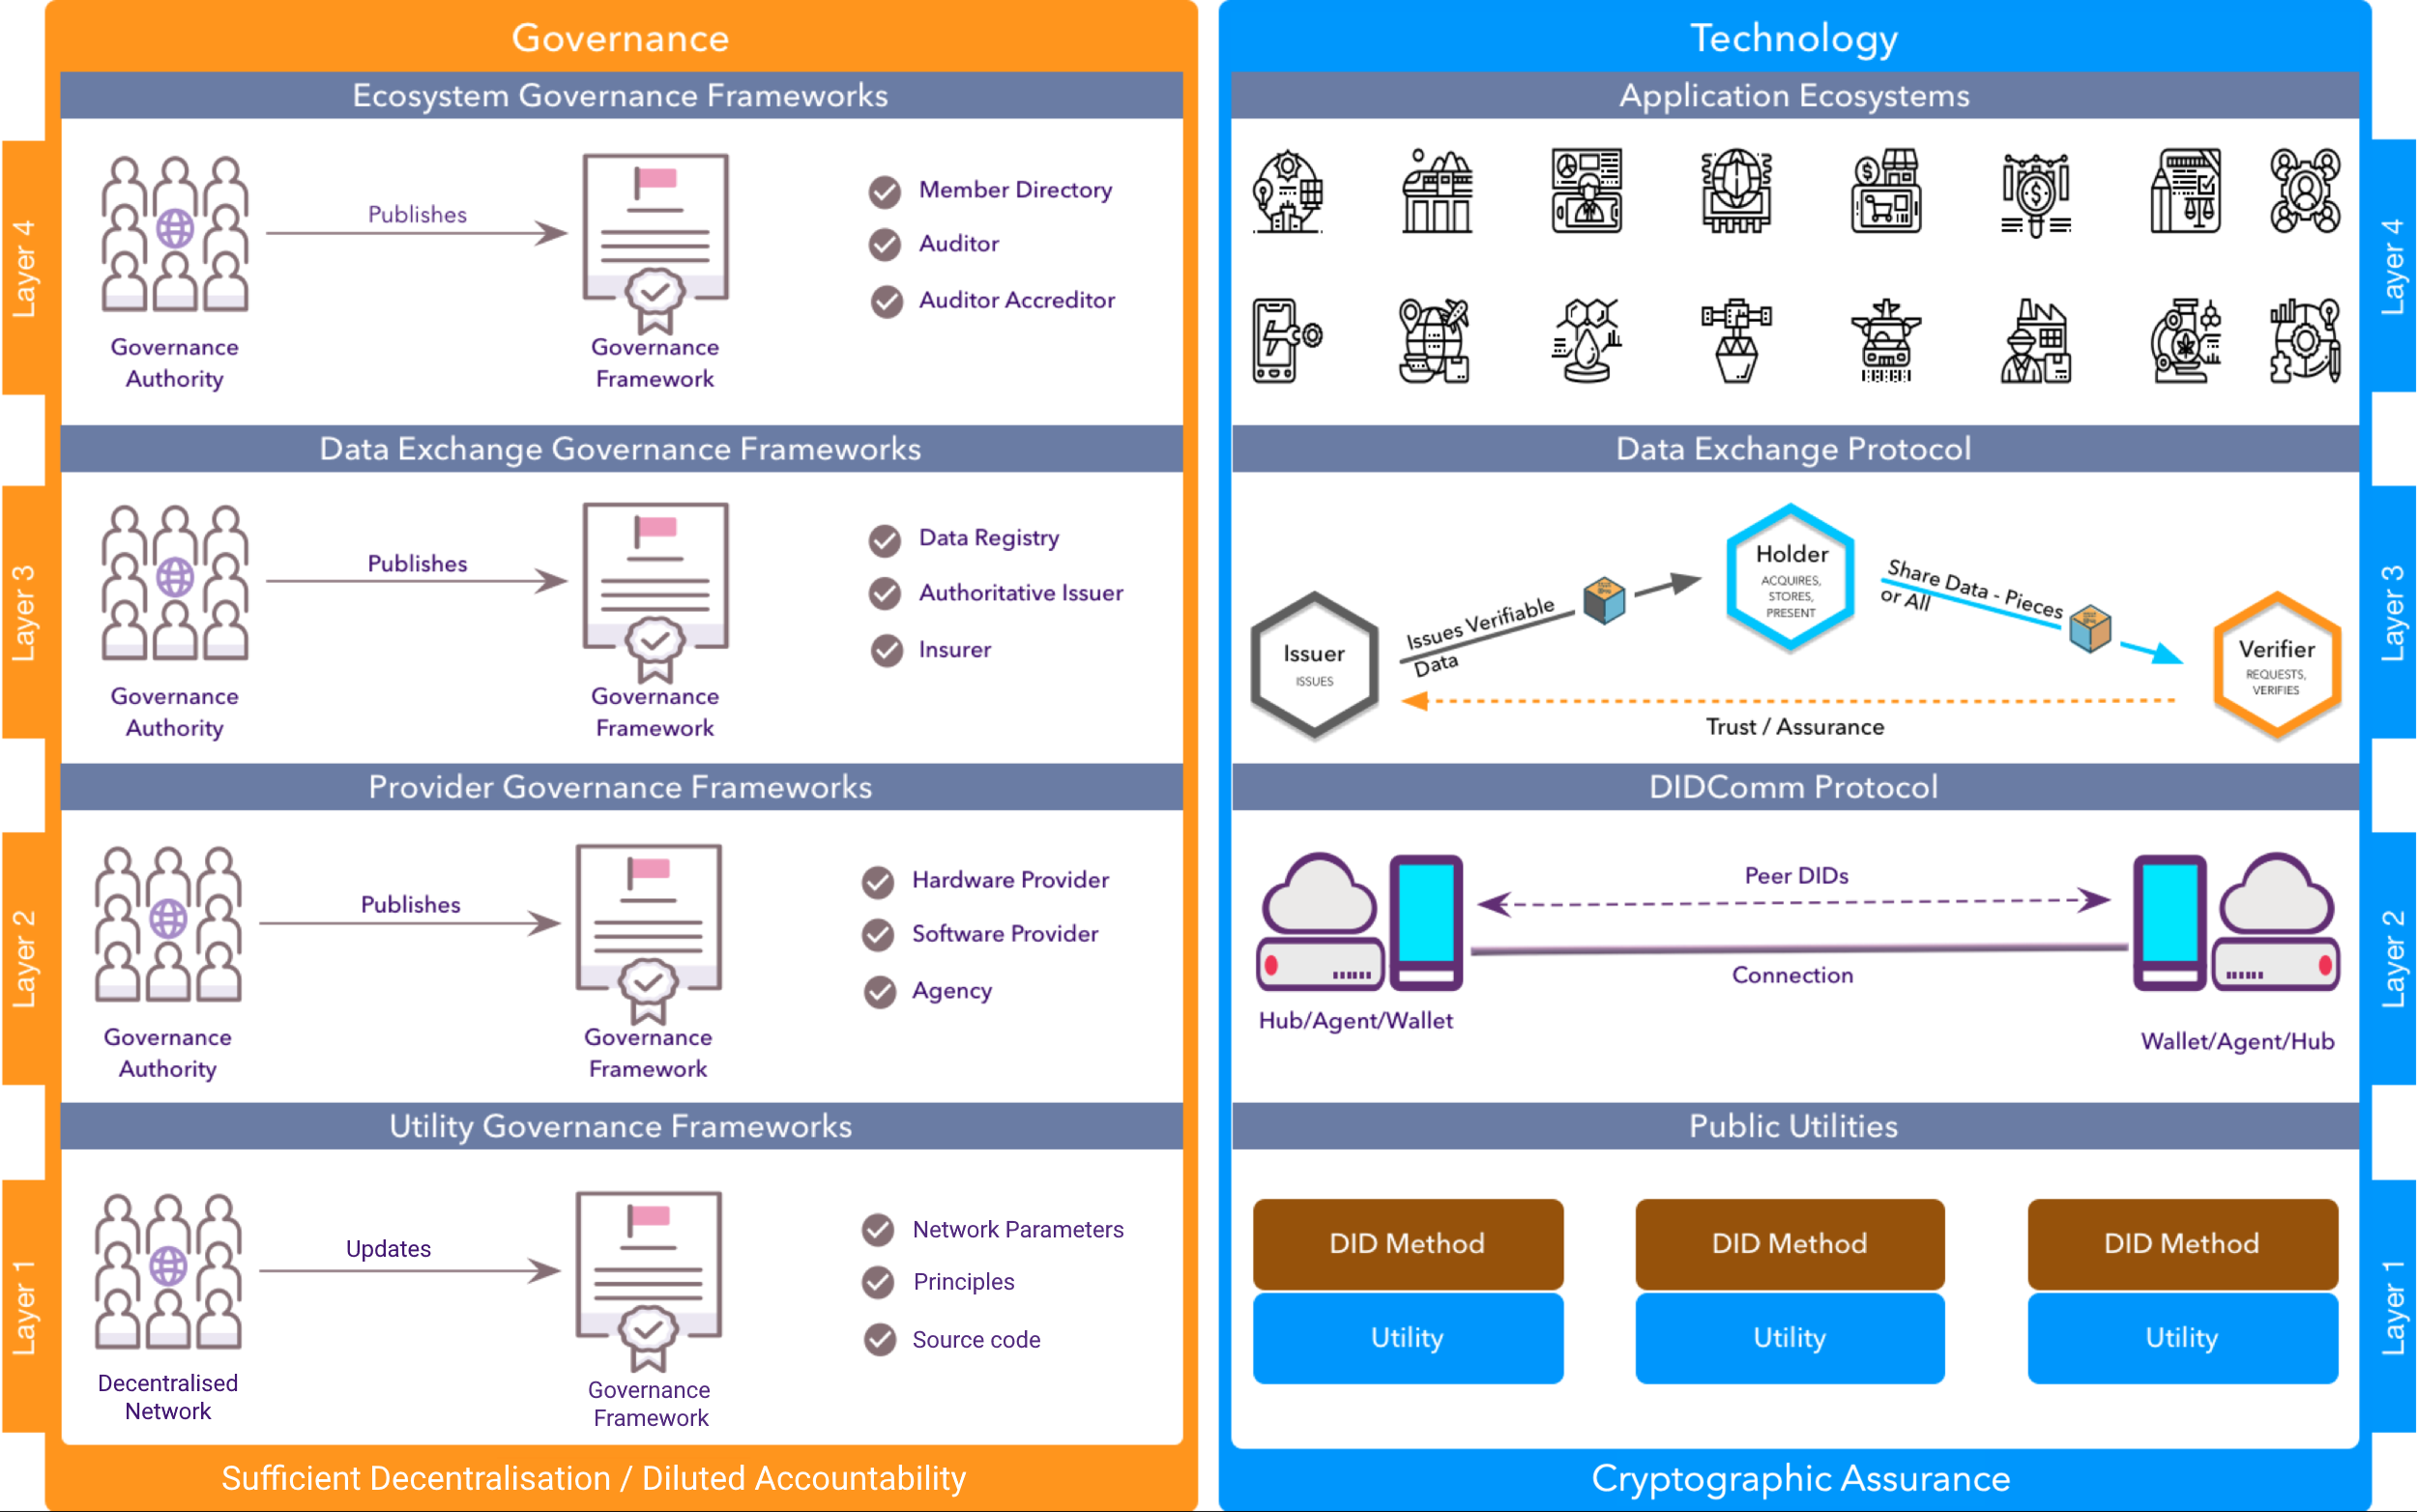 Governance
Ecosystem Governance Frameworks
Layer 4
Publishes
Governance
Authority
Governance
Framework
Member Directory
Auditor
Auditor Accreditor
Data Exchange Governance Frameworks
Layer 3
Publishes
Governance
Authority
Governance
Framework
Data Registry
Authoritative Issuer
Insurer
Provider Governance Frameworks
Layer 2
Publishes
Governance
Authority
Governance
Framework
Hardware Provider
Software Provider
Agency
Utility Governance Frameworks
Layer 1
Updates
Decentralised
Network
Governance
Framework
Network Parameters
Principles
Source code
Sufficient Decentralisation / Diluted Accountability
Technology
Application Ecosystems
Layer 4
Data Exchange Protocol
Layer 3
Issuer
ISSUES
Issues Verifiable
Data
Holder
ACQUIRES,
STORES,
PRESENT
Share Data - Pieces
or All
Verifier
REQUESTS,
VERIFIES
Trust / Assurance
DIDComm Protocol
Layer 2
Peer DIDs
Connection
Hub/Agent/Wallet
Wallet/Agent/Hub
Public Utilities
Layer 1
DID Method
DID Method
DID Method
Utility
Utility
Utility
Cryptographic Assurance